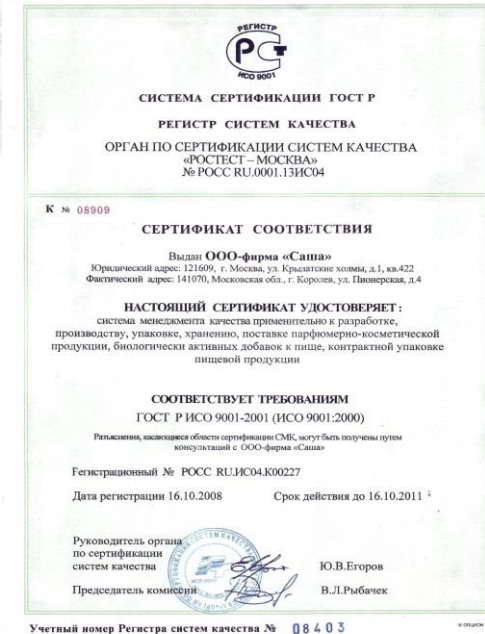 РЕГИСТР
РСТ
ИСО 9001
СИСТЕМА СЕРТИФИКАЦИИ ГОСТ Р
РЕГИСТР СИСТЕМ КАЧЕСТВА
ОРГАН ПО СЕРТИФИКАЦИИ СИСТЕМ КАЧЕСТВА
«РОСТЕСТ – МОСКВА»
№ РОСС RU.0001.13ИС04
К № 08909
СЕРТИФИКАТ СООТВЕТСТВИЯ
Выдан ООО-фирма «Саша»
Юридический адрес: 121609, г. Москва, ул. Крылатские холмы, д.1, кв.422
Фактический адрес: 141070, Московская обл., г. Королев, ул. Пионерская, д.4
НАСТОЯЩИЙ СЕРТИФИКАТ УДОСТОВЕРЯЕТ:
система менеджмента качества применительно к разработке,
производству, упаковке, хранению, поставке парфюмерно-косметической
продукции, биологически активных добавок к пище, контрактной упаковке
пищевой продукции
СООТВЕТСТВУЕТ ТРЕБОВАНИЯМ
ГОСТ Р ИСО 9001-2001 (ИСО 9001:2000)
Разъяснения, касающиеся области сертификации СМК, могут быть получены путем
консультаций с ООО-фирма «Саша»
Регистрационный № РОСС RU.ИС04.К00227
Дата регистрации 16.10.2008 Срок действия до 16.10.2011
Руководитель органа
по сертификации
систем качества Ю.В.Егоров
Председатель комиссии В.Л.Рыбачек
Учетный номер Регистра систем качества № 08403